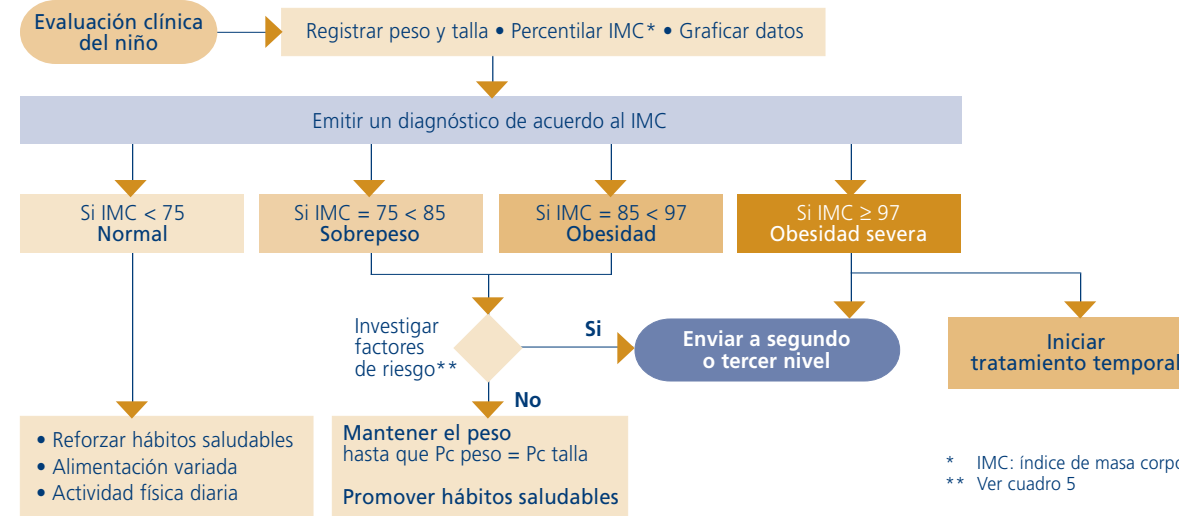 Evaluación clínica
del niño
Registrar peso y talla • Percentilar IMC* • Graficar datos
Emitir un diagnóstico de acuerdo al IMC
Si IMC < 75
Normal
Si IMC = 75 < 85
Sobrepeso
Si IMC = 85 < 97
Obesidad
Si IMC ≥ 97
Obesidad severa
Investigar
factores
de riesgo**
Si
No
Enviar a segundo
o tercer nivel
Iniciar
tratamiento temporal
• Reforzar hábitos saludables
• Alimentación variada
• Actividad física diaria
Mantener el peso
hasta que Pc peso = Pc talla
Promover hábitos saludables
* IMC: índice de masa corpo
** Ver cuadro 5